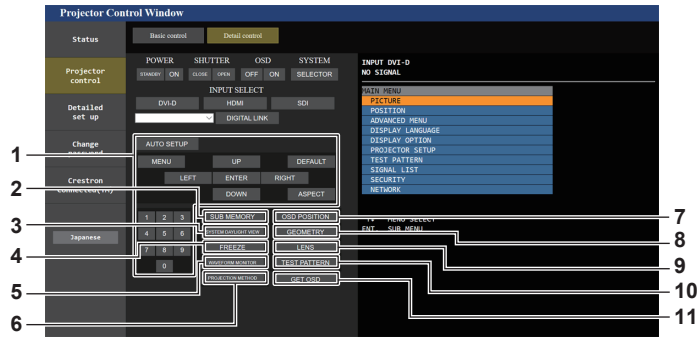 Projector Control Window
Status
Projector
control
Detailed
set up
Change
password
Crestron
Connected(TM)
Japanese
Basic control
Detail control
POWER
SHUTTER
OSD
SYSTEM
STANDBY
ON
CLOSE
OPEN
OFF
ON
SELECTOR
INPUT SELECT
DVI-D
HDMI
SDI
DIGITAL LINK
AUTO SETUP
MENU
UP
DEFAULT
LEFT
ENTER
RIGHT
DOWN
ASPECT
1 2 3
4 5 6
7 8 9
0
SUB MEMORY
SYSTEM DAYLIGHT VIEW
FREEZE
WAVEFORM MONITOR
PROJECTION METHOD
OSD POSITION
GEOMETRY
LENS
TEST PATTERN
GET OSD
INPUT DVI-D
NO SIGNAL
MAIN MENU
PICTURE
POSITION
ADVANCED MENU
DISPLAY LANGUAGE
DISPLAY OPTION
PROJECTOR SETUP
TEST PATTERN
SIGNAL LIST
SECURITY
NETWORK
MENU SELECT
ENT. SUB MENU
1
2
3
4
5
6
7
8
9
10
11